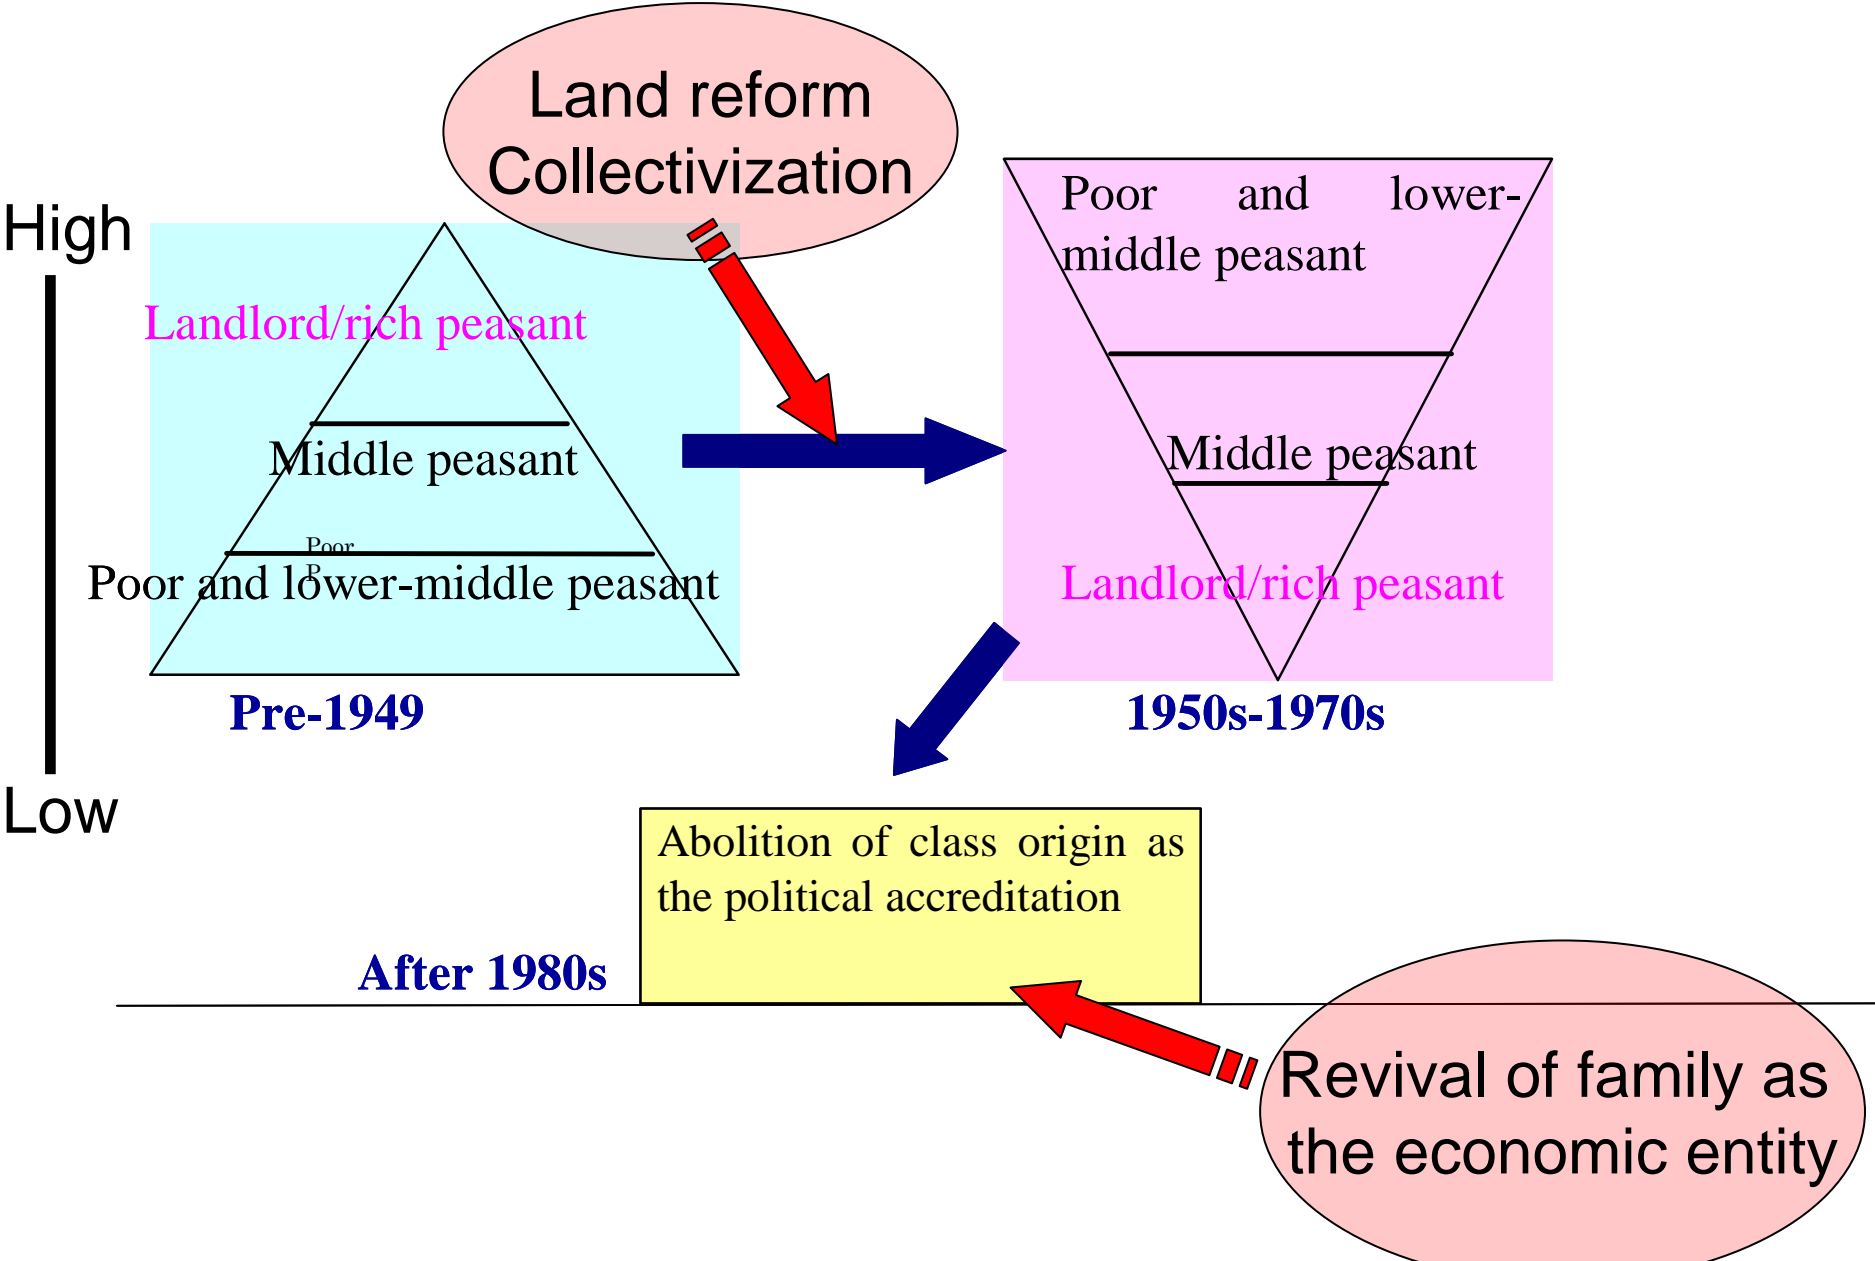 Land reform
Collectivization
High
Poor and lower-
middle peasant
Landlord/rich peasant
Middle peasant
Middle peasant
Poor
P
Poor and lower-middle peasant
Landlord/rich peasant
Pre-1949
1950s-1970s
Low
Abolition of class origin as
the political accreditation
After 1980s
Revival of family as
the economic entity